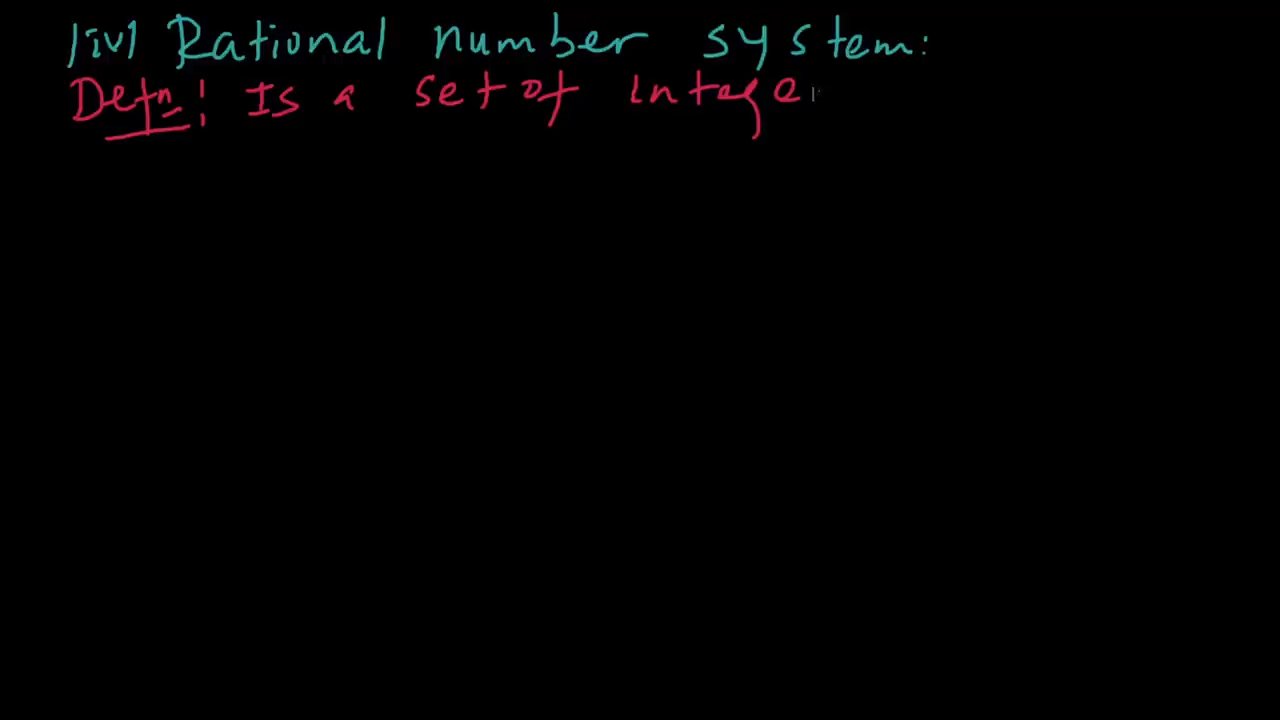 |iv| Rational number system:
Defn: Is a set of intege